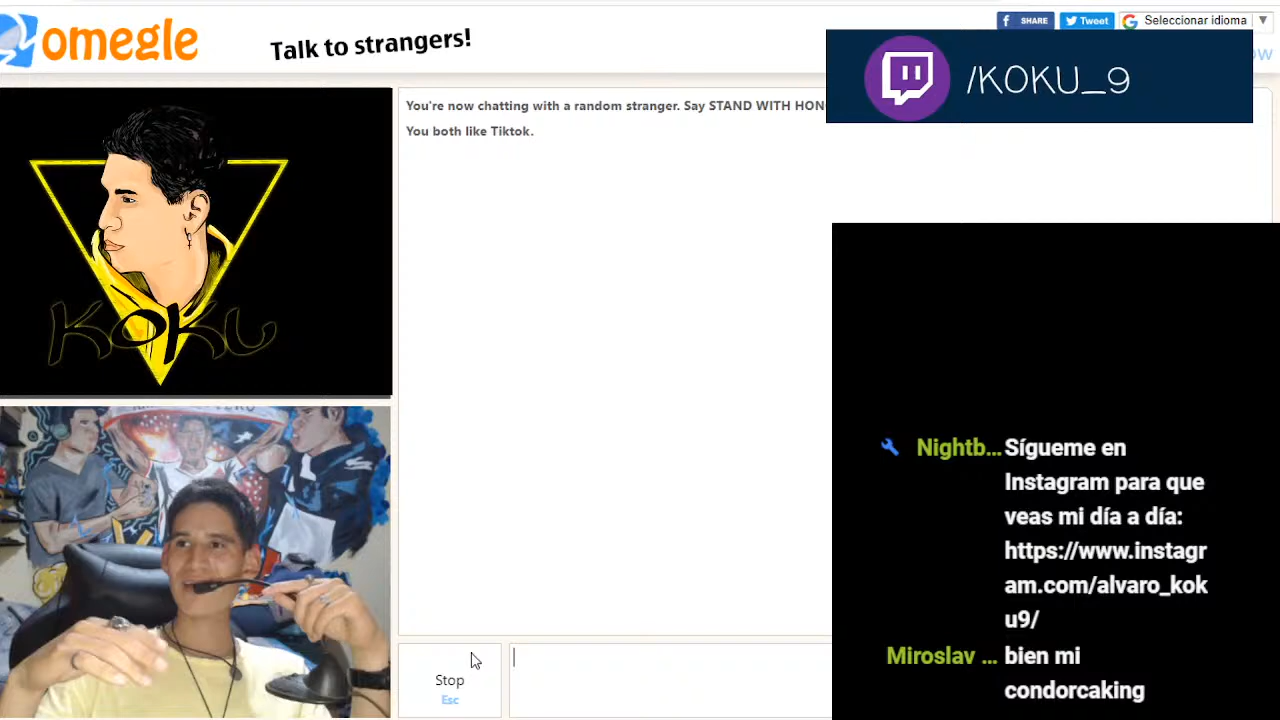 omegle
Talk to strangers!
SHARE
Tweet
Seleccionar idioma
/KOKU_9
You're now chatting with a random stranger. Say STAND WITH HON
You both like Tiktok.
KOKU
Nightb... Sígueme en
Instagram para que
veas mi día a día:
https://www.instagr
am.com/alvaro_kok
u9/
Miroslav ... bien mi
condorcaking
Stop
Esc